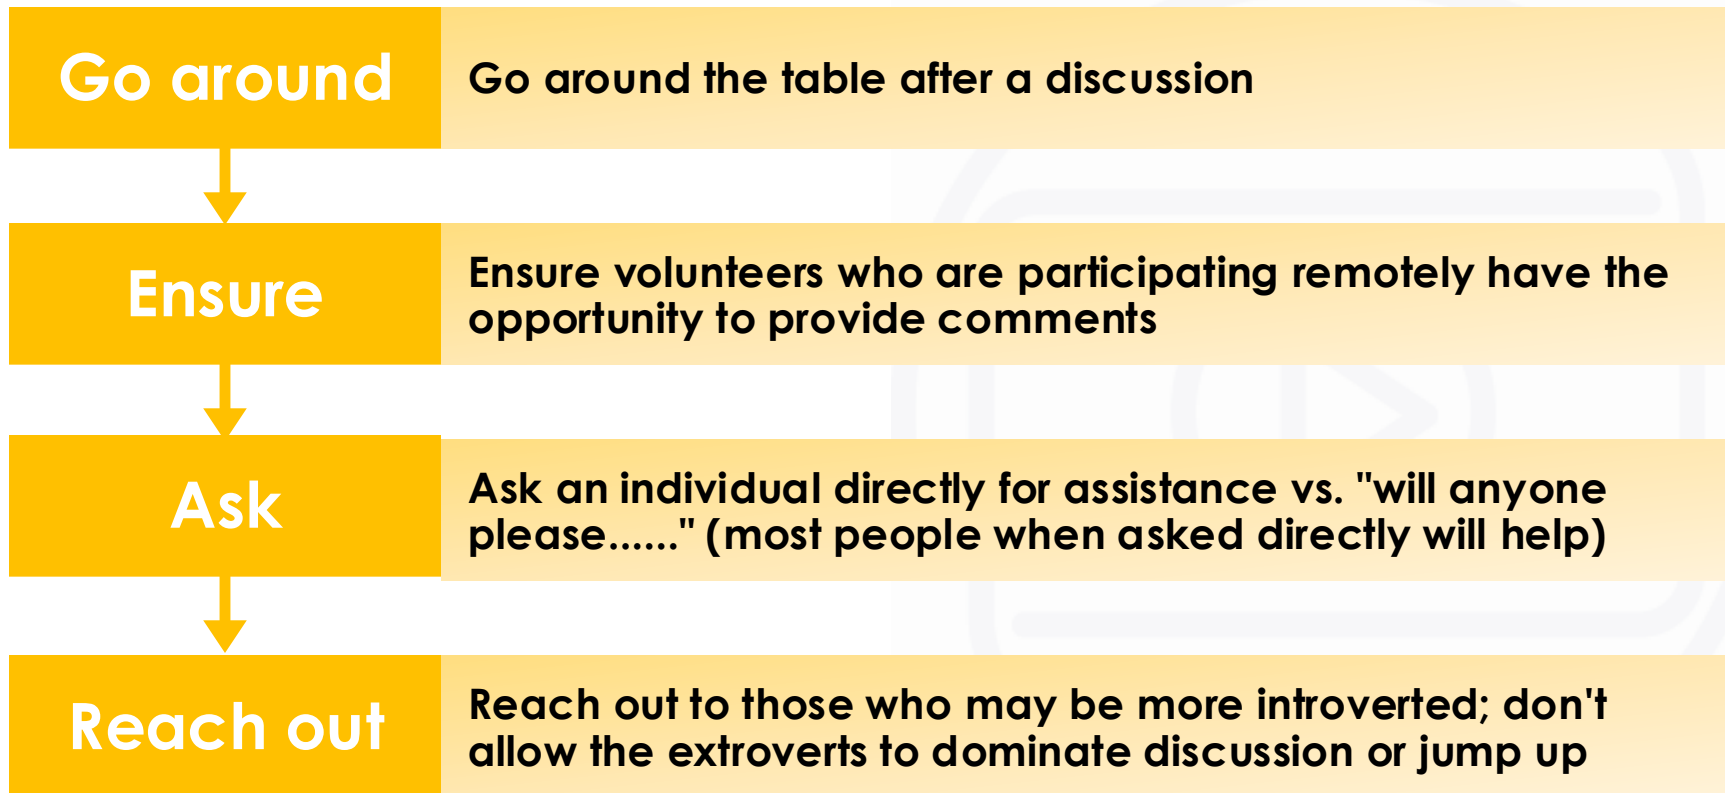 Go around
Go around the table after a discussion
Ensure
Ensure volunteers who are participating remotely have the
opportunity to provide comments
Ask
Ask an individual directly for assistance vs. "will anyone
please......" (most people when asked directly will help)
Reach out
Reach out to those who may be more introverted; don't
allow the extroverts to dominate discussion or jump up